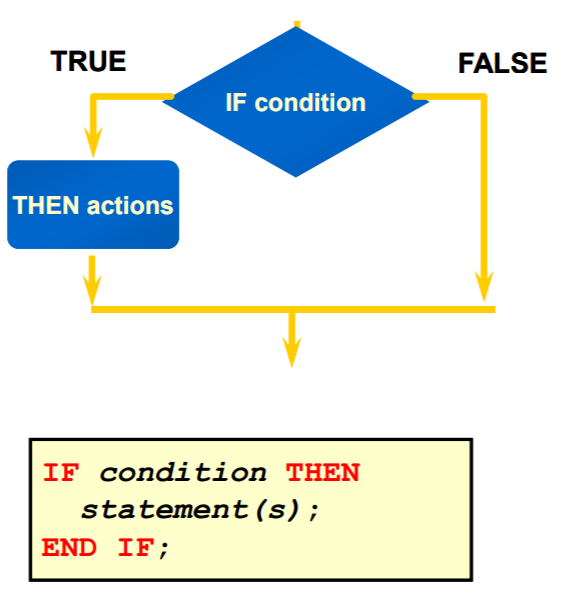 TRUE
FALSE
IF condition
THEN actions
IF condition THEN
statement(s);
END IF;